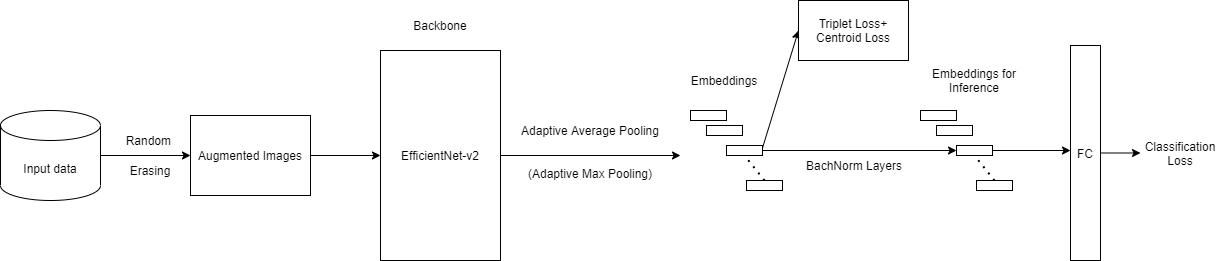 Input data
Random
Erasing
Augmented Images
Backbone
EfficientNet-v2
Adaptive Average Pooling
(Adaptive Max Pooling)
Embeddings
Triplet Loss+
Centroid Loss
BachNorm Layers
Embeddings for
Inference
FC
Classification
Loss